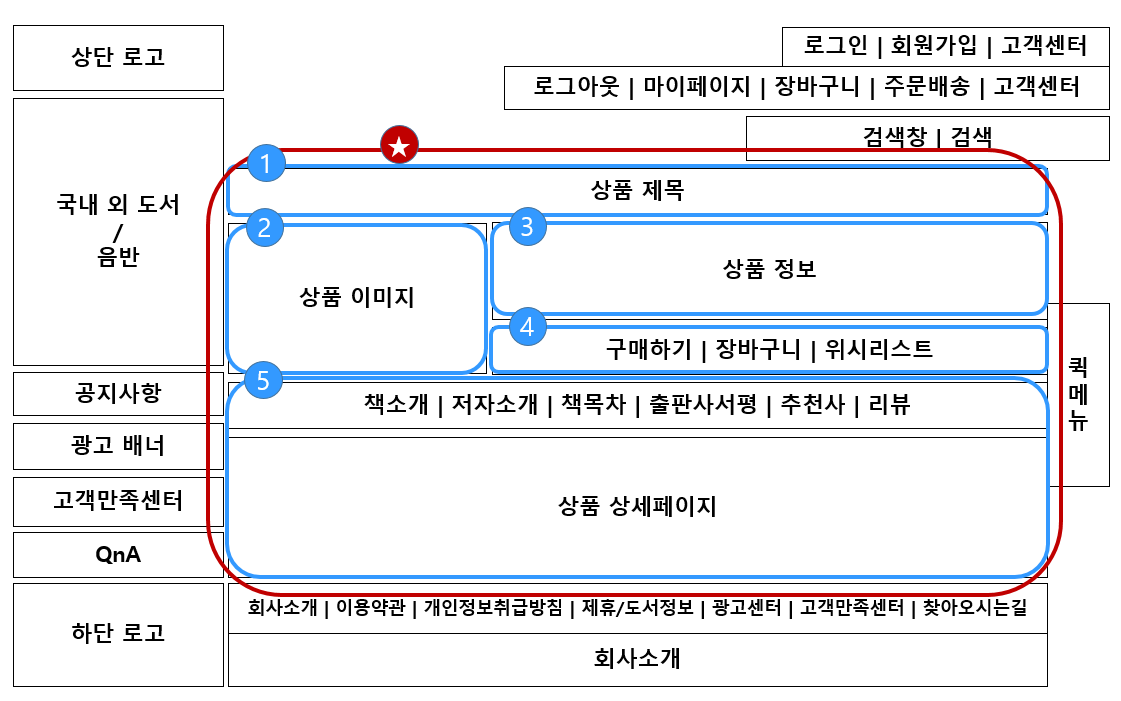 상단 로고
로그인 | 회원가입 | 고객센터
로그아웃 | 마이페이지 | 장바구니 | 주문배송 | 고객센터
검색창 | 검색
국내 외 도서
/
음반
★
1
상품 제목
2
상품 이미지
3
상품 정보
4
구매하기 | 장바구니 | 위시리스트
퀵
메
뉴
5
책소개 | 저자소개 | 책목차 | 출판사서평 | 추천사 | 리뷰
상품 상세페이지
공지사항
광고 배너
고객만족센터
QnA
하단 로고
회사소개 | 이용약관 | 개인정보취급방침 | 제휴/도서정보 | 광고센터 | 고객만족센터 | 찾아오시는길
회사소개